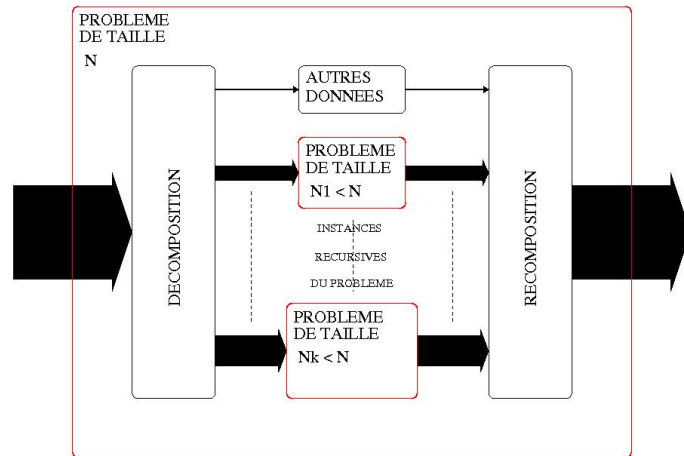 PROBLEME
DE TAILLE
N
DECOMPOSITION
AUTRES
DONNEES
PROBLEME
DE TAILLE
N1 < N
INSTANCES
RECURSIVES
DU PROBLEME
PROBLEME
DE TAILLE
Nk < N
RECOMPOSITION